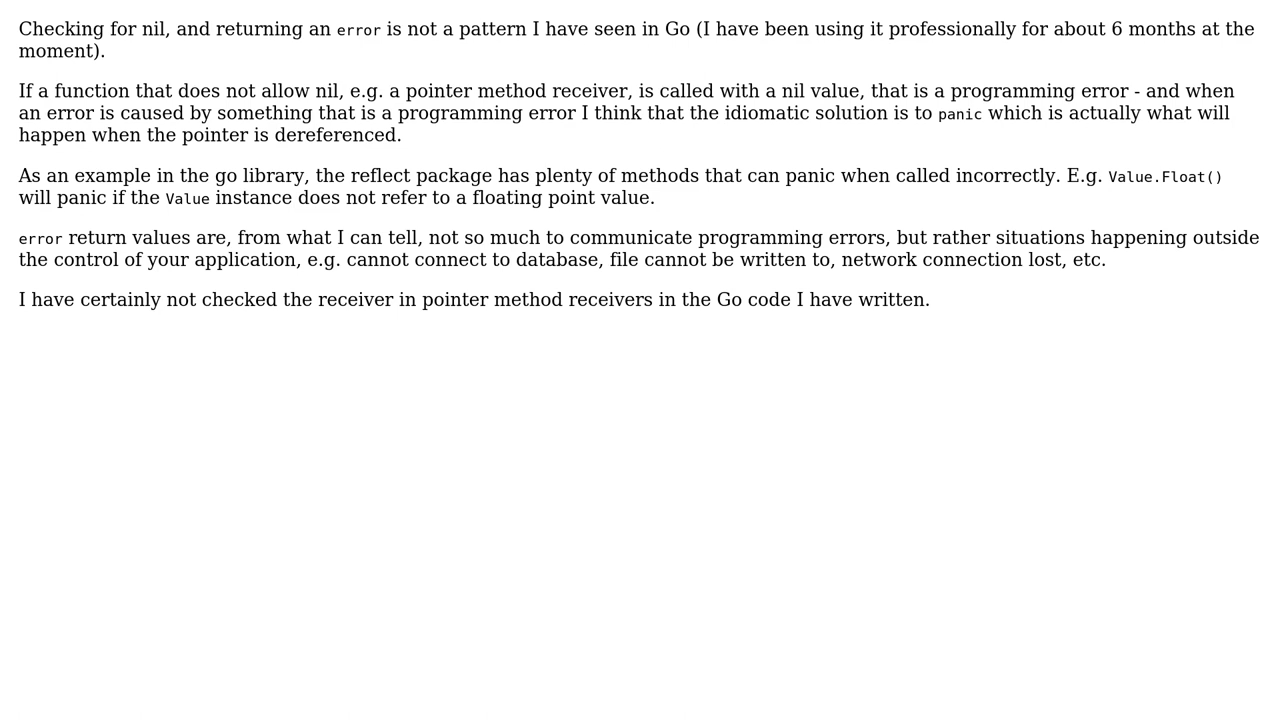 Checking for nil, and returning an error is not a pattern I have seen in Go (I have been using it professionally for about 6 months at the
moment).
If a function that does not allow nil, e.g. a pointer method receiver, is called with a nil value, that is a programming error - and when
an error is caused by something that is a programming error I think that the idiomatic solution is to panic which is actually what will
happen when the pointer is dereferenced.
As an example in the go library, the reflect package has plenty of methods that can panic when called incorrectly. E.g. Value.Float()
will panic if the Value instance does not refer to a floating point value.
error return values are, from what I can tell, not so much to communicate programming errors, but rather situations happening outside
the control of your application, e.g. cannot connect to database, file cannot be written to, network connection lost, etc.
I have certainly not checked the receiver in pointer method receivers in the Go code I have written.